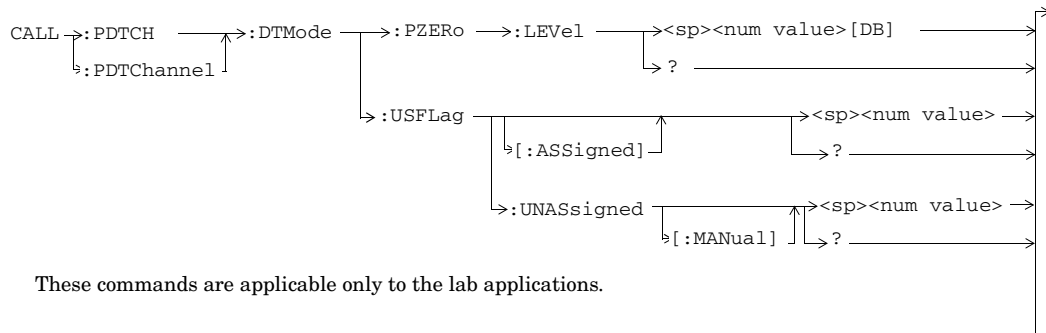 CALL :PDTCH :DTMode :PZERo :LEVel <sp><num value>[DB]
:PDTChannel ?
:USFLag <sp><num value>
[:ASSigned] ?
:UNASsigned <sp><num value>
[:MANual] ?
These commands are applicable only to the lab applications.